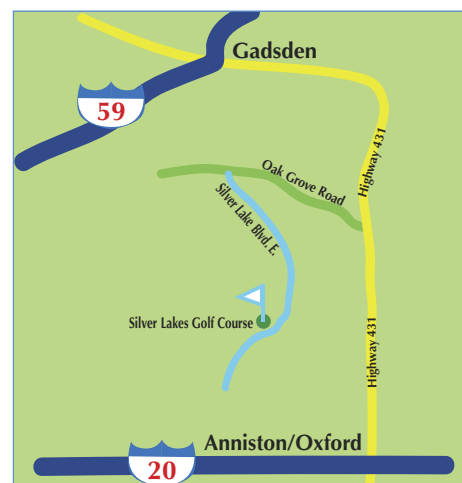 Gadsden
59
Highway 431
Oak Grove Road
Silver Lake Blvd. E.
Silver Lakes Golf Course
Highway 431
Anniston/Oxford
20